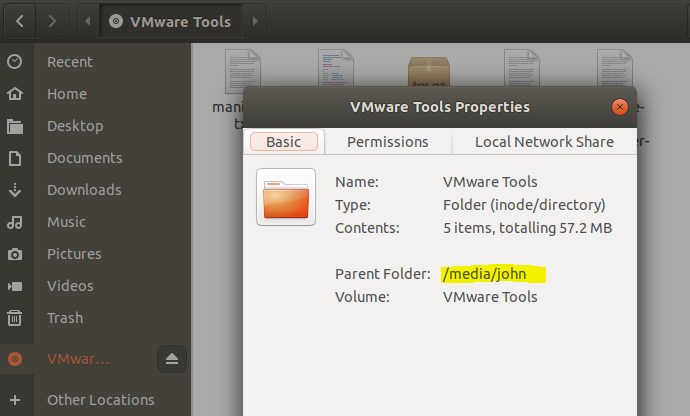 VMware Tools
Recent
Home
Desktop
Documents
Downloads
Music
Pictures
Videos
Trash
VMwar…
Other Locations
VMware Tools Properties
Basic
Permissions
Local Network Share
Name: VMware Tools
Type: Folder (inode/directory)
Contents: 5 items, totalling 57.2 MB
Parent Folder: /media/john
Volume: VMware Tools